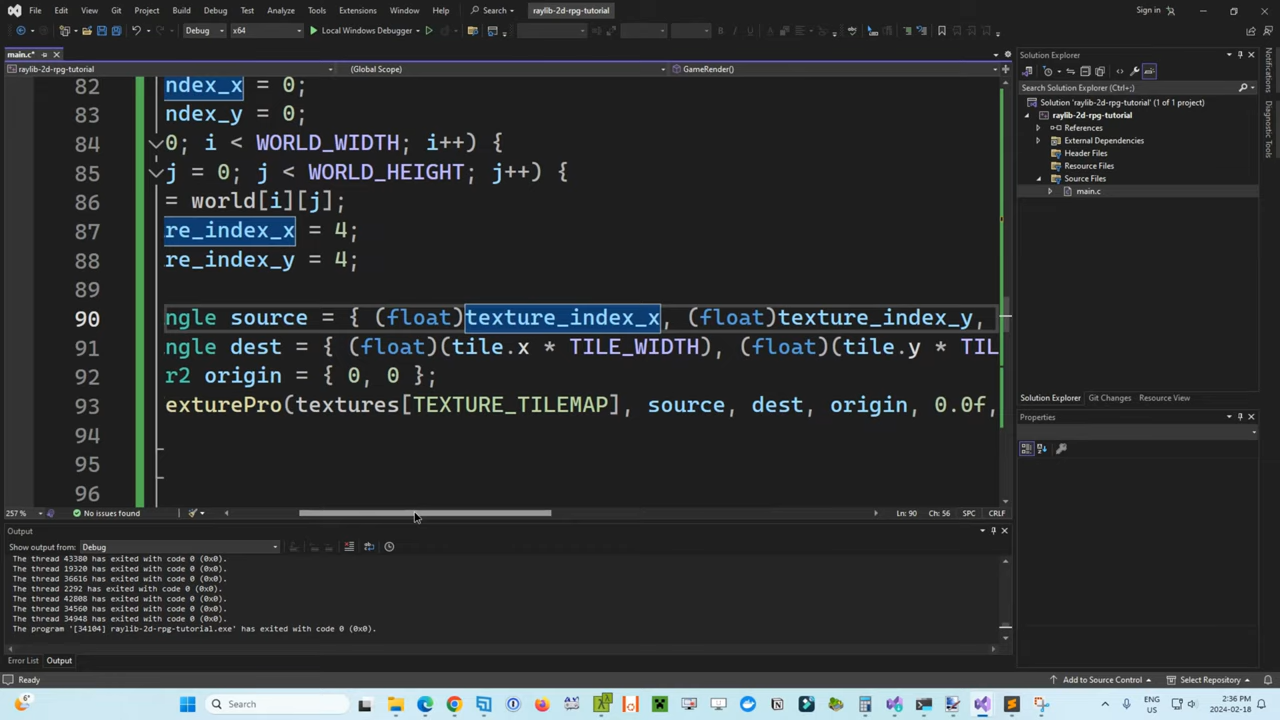 File Edit View Git Project Build Debug Test Analyze Tools Extensions Window Help Search raylib-2d-rpg-tutorial Sign in
Debug x64 Local Windows Debugger
main.c*
raylib-2d-rpg-tutorial (Global Scope) GameRender()
82 ndex_x = 0;
83 ndex_y = 0;
84 0; i < WORLD_WIDTH; i++) {
85 j = 0; j < WORLD_HEIGHT; j++) {
86 = world[i][j];
87 re_index_x = 4;
88 re_index_y = 4;
89
90 ngle source = { (float)texture_index_x, (float)texture_index_y,
91 ngle dest = { (float)(tile.x * TILE_WIDTH), (float)(tile.y * TIL
92 r2 origin = { 0, 0 };
93 exturePro(textures[TEXTURE_TILEMAP], source, dest, origin, 0.0f,
94
95
96
257 % No issues found Ln: 90 Ch: 56 SPC CRLF
Output
Show output from: Debug
The thread 43380 has exited with code 0 (0x0).
The thread 19320 has exited with code 0 (0x0).
The thread 36616 has exited with code 0 (0x0).
The thread 2292 has exited with code 0 (0x0).
The thread 42808 has exited with code 0 (0x0).
The thread 34560 has exited with code 0 (0x0).
The thread 34948 has exited with code 0 (0x0).
The program '[34104] raylib-2d-rpg-tutorial.exe' has exited with code 0 (0x0).
Error List Output
Solution Explorer
Search Solution Explorer (Ctrl+;)
Solution 'raylib-2d-rpg-tutorial' (1 of 1 project)
raylib-2d-rpg-tutorial
References
External Dependencies
Header Files
Resource Files
Source Files
main.c
Solution Explorer Git Changes Resource View
Properties
Notifications
Diagnostic Tools
Ready Add to Source Control Select Repository
6° Search ENG US 2:36 PM 2024-02-18